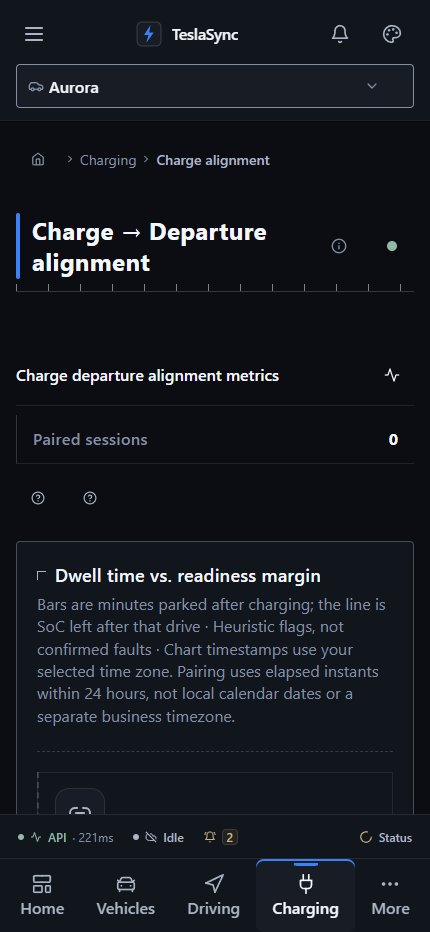 TeslaSync
Aurora
Charging
Charge alignment
Charge → Departure
alignment
Charge departure alignment metrics
Paired sessions
0
Dwell time vs. readiness margin
Bars are minutes parked after charging; the line is
SoC left after that drive · Heuristic flags, not
confirmed faults · Chart timestamps use your
selected time zone. Pairing uses elapsed instants
within 24 hours, not local calendar dates or a
separate business timezone.
API · 221ms
Idle
2
Status
Home
Vehicles
Driving
Charging
More